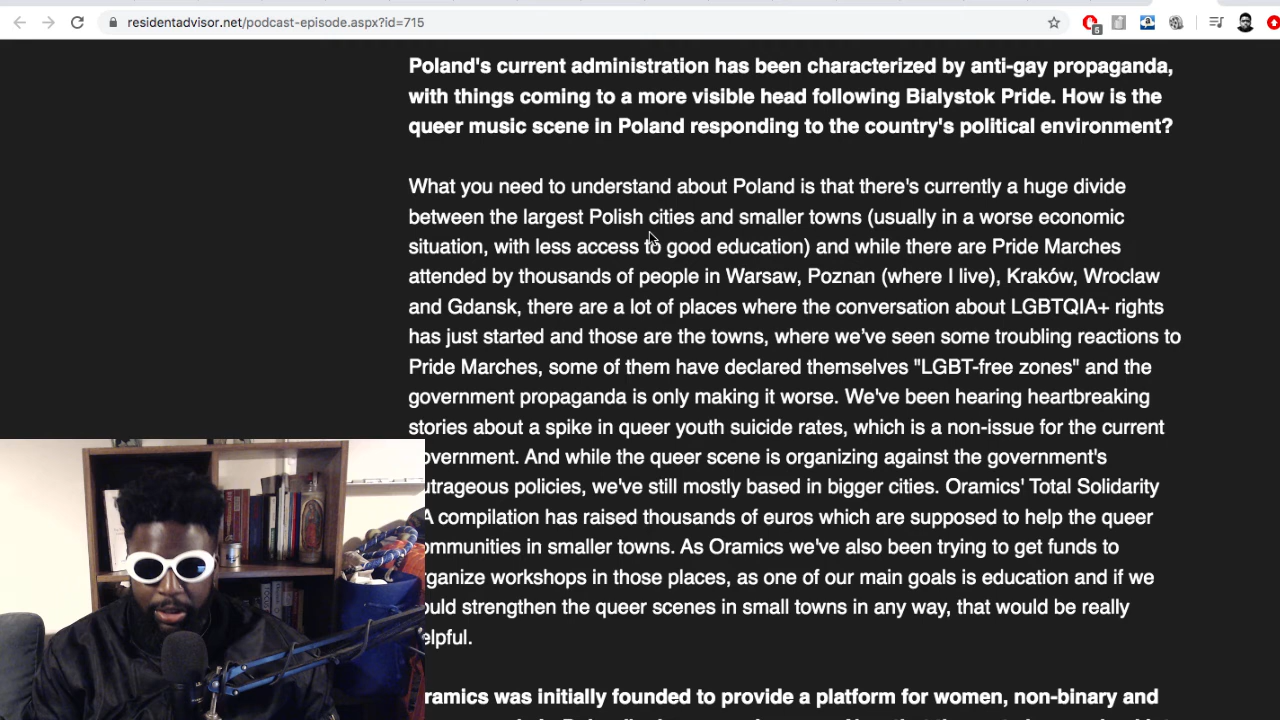 residentadvisor.net/podcast-episode.aspx?id=715
5
Poland's current administration has been characterized by anti-gay propaganda,
with things coming to a more visible head following Bialystok Pride. How is the
queer music scene in Poland responding to the country's political environment?
What you need to understand about Poland is that there's currently a huge divide
between the largest Polish cities and smaller towns (usually in a worse economic
situation, with less access to good education) and while there are Pride Marches
attended by thousands of people in Warsaw, Poznan (where I live), Kraków, Wroclaw
and Gdansk, there are a lot of places where the conversation about LGBTQIA+ rights
has just started and those are the towns, where we've seen some troubling reactions to
Pride Marches, some of them have declared themselves "LGBT-free zones" and the
government propaganda is only making it worse. We've been hearing heartbreaking
stories about a spike in queer youth suicide rates, which is a non-issue for the current
overnment. And while the queer scene is organizing against the government's
utrageous policies, we've still mostly based in bigger cities. Oramics' Total Solidarity
A compilation has raised thousands of euros which are supposed to help the queer
ommunities in smaller towns. As Oramics we've also been trying to get funds to
rganize workshops in those places, as one of our main goals is education and if we
ould strengthen the queer scenes in small towns in any way, that would be really
elpful.
ramics was initially founded to provide a platform for women, non-binary and